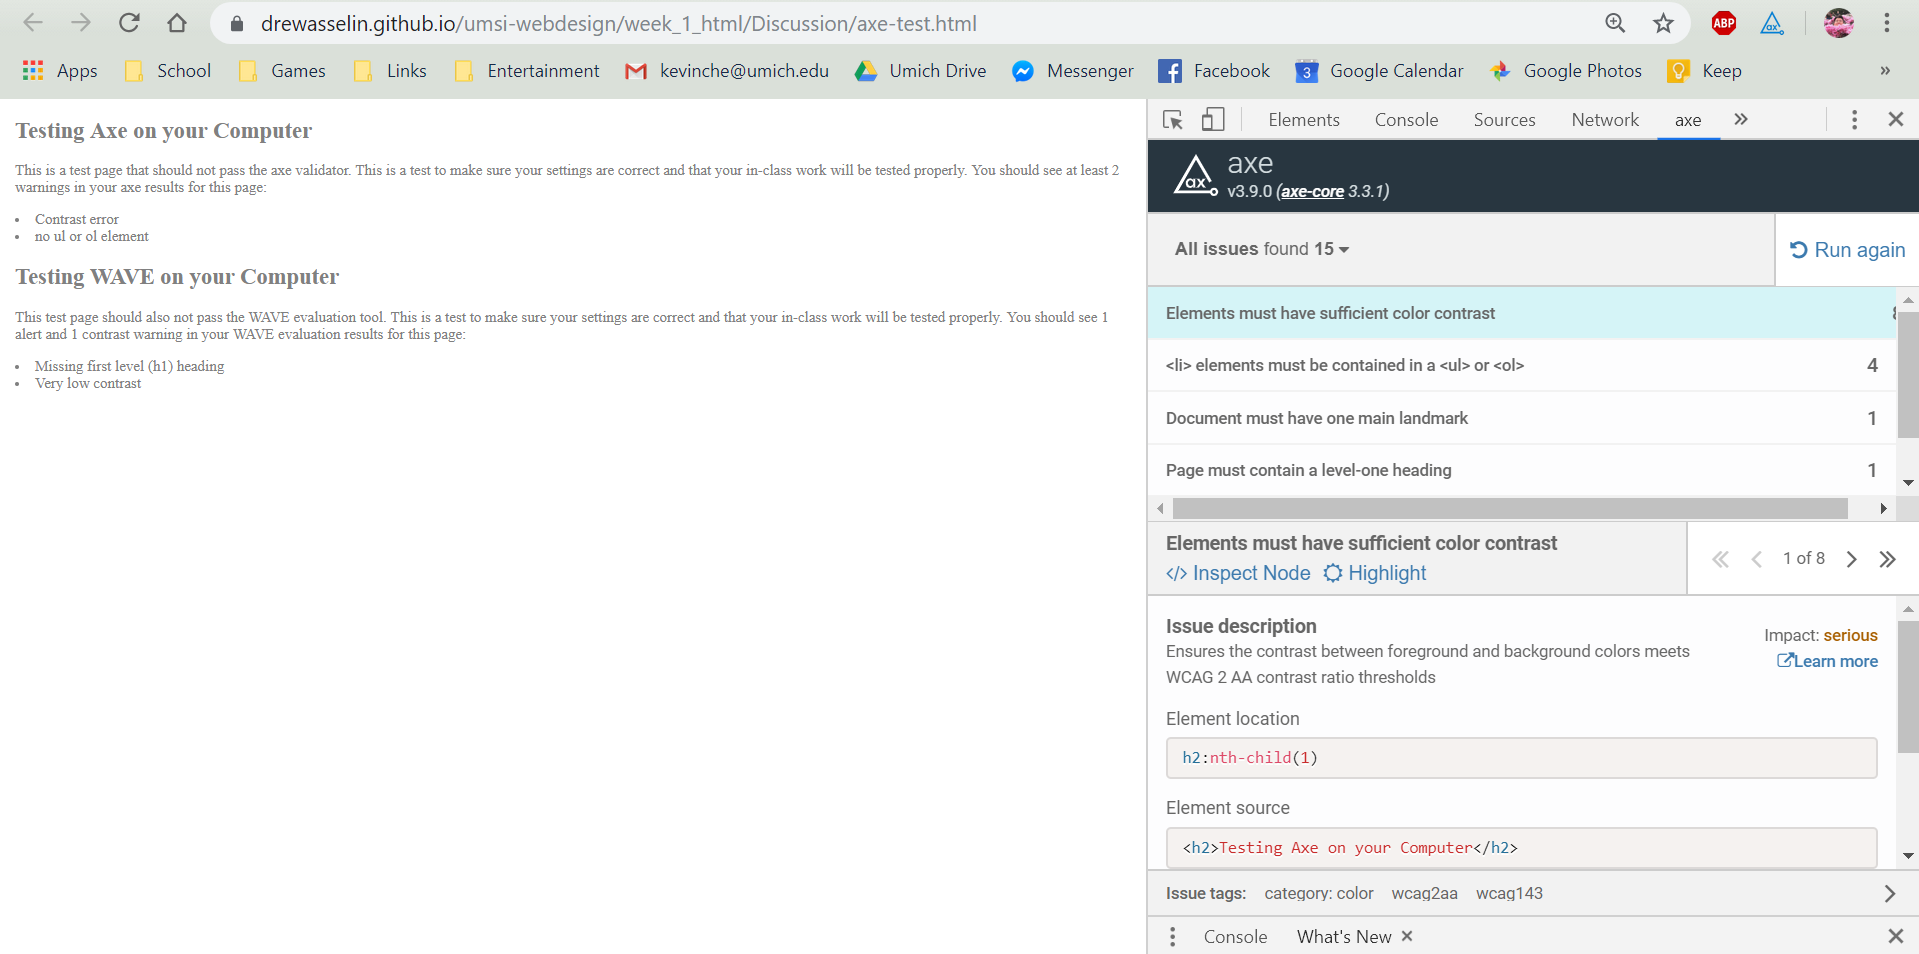 drewasselin.github.io/umsi-webdesign/week_1_html/Discussion/axe-test.html
ABP
ax
Apps School Games Links Entertainment kevinche@umich.edu Umich Drive Messenger Facebook 3 Google Calendar Google Photos Keep »
Testing Axe on your Computer
This is a test page that should not pass the axe validator. This is a test to make sure your settings are correct and that your in-class work will be tested properly. You should see at least 2
warnings in your axe results for this page:
• Contrast error
• no ul or ol element
Testing WAVE on your Computer
This test page should also not pass the WAVE evaluation tool. This is a test to make sure your settings are correct and that your in-class work will be tested properly. You should see 1
alert and 1 contrast warning in your WAVE evaluation results for this page:
• Missing first level (h1) heading
• Very low contrast
Elements Console Sources Network axe »
ax
axe
v3.9.0 (axe-core 3.3.1)
All issues found 15
Run again
Elements must have sufficient color contrast
<li> elements must be contained in a <ul> or <ol> 4
Document must have one main landmark 1
Page must contain a level-one heading 1
Elements must have sufficient color contrast
</> Inspect Node Highlight
1 of 8
Issue description
Impact: serious
Ensures the contrast between foreground and background colors meets
WCAG 2 AA contrast ratio thresholds
Learn more
Element location
h2:nth-child(1)
Element source
<h2>Testing Axe on your Computer</h2>
Issue tags: category: color wcag2aa wcag143
Console What's New ×